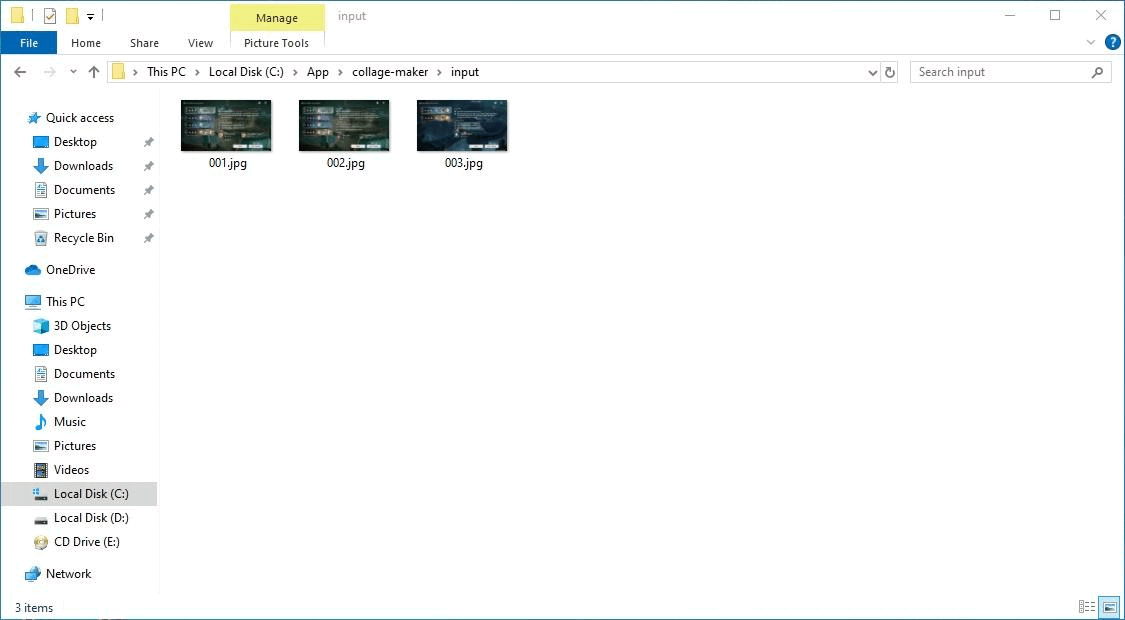 Manage
input
File
Home
Share
View
Picture Tools
This PC
Local Disk (C:)
App
collage-maker
input
Search input
Quick access
Desktop
Downloads
Documents
Pictures
Recycle Bin
OneDrive
This PC
3D Objects
Desktop
Documents
Downloads
Music
Pictures
Videos
Local Disk (C:)
Local Disk (D:)
CD Drive (E:)
Network
001.jpg
002.jpg
003.jpg
3 items